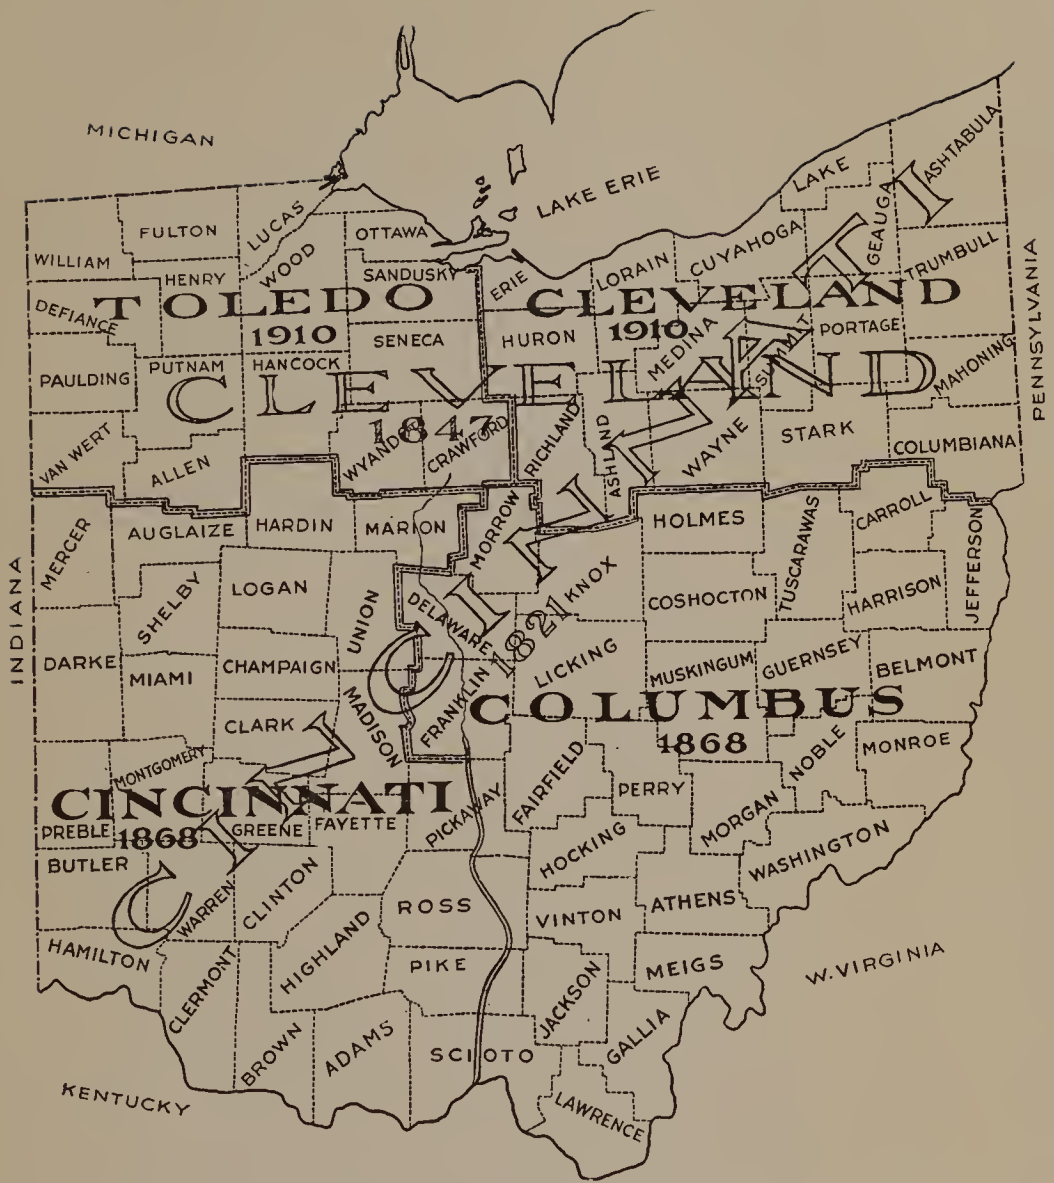 MICHIGAN
LAKE ERIE
LAKE
ASHTABULA
GEAUGA
LUCAS
FULTON
WILLIAM
OTTAWA
WOOD
HENRY
SANDUSKY
ERIE
LORAIN
CUYAHOGA
TRUMBULL
PENNSYLVANIA
DEFIANCE
TOLEDO
1910
CLEVELAND
1910
SENECA
HURON
MEDINA
SUMMIT
PORTAGE
MAHONING
PAULDING
PUTNAM
HANCOCK
CLEVELAND
1847
VAN WERT
ALLEN
WYANDOT
CRAWFORD
RICHLAND
ASHLAND
WAYNE
STARK
COLUMBIANA
MERCER
AUGLAIZE
HARDIN
MARION
MORROW
HOLMES
TUSCARAWAS
CARROLL
JEFFERSON
INDIANA
SHELBY
LOGAN
UNION
DELAWARE
KNOX
COSHOCTON
HARRISON
CINCINNATI
1821
DARKE
MIAMI
CHAMPAIGN
LICKING
MUSKINGUM
GUERNSEY
BELMONT
CLARK
MADISON
FRANKLIN
COLUMBUS
1868
NOBLE
MONROE
MONTGOMERY
CINCINNATI
1868
PREBLE
GREENE
FAYETTE
PICKAWAY
FAIRFIELD
PERRY
MORGAN
WASHINGTON
BUTLER
WARREN
CLINTON
ROSS
HOCKING
ATHENS
VINTON
HAMILTON
CLERMONT
HIGHLAND
PIKE
JACKSON
MEIGS
W. VIRGINIA
BROWN
ADAMS
SCIOTO
GALLIA
LAWRENCE
KENTUCKY